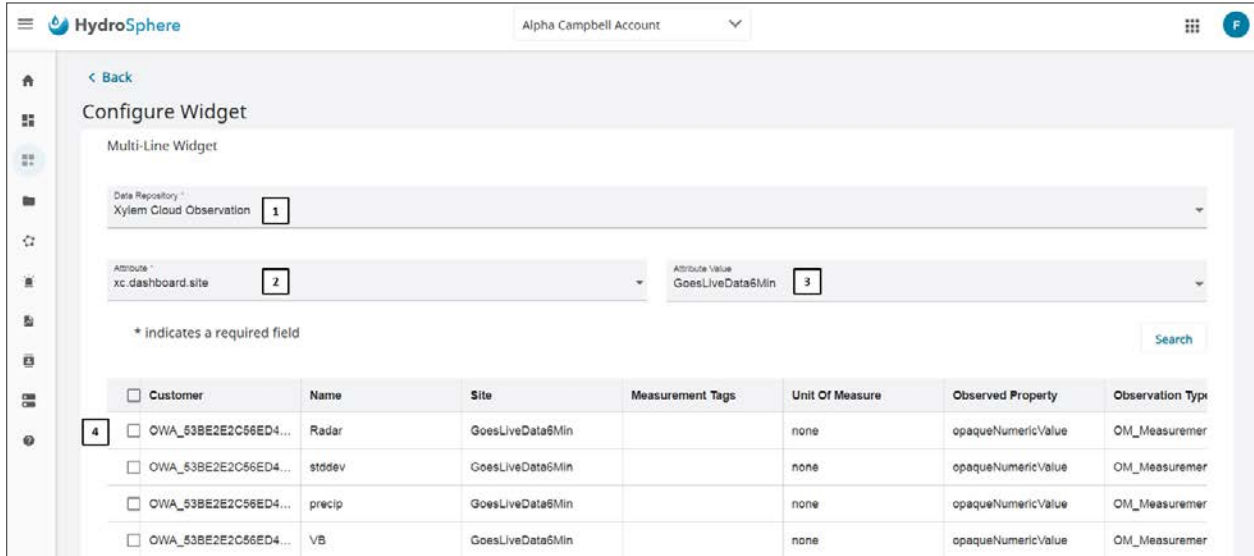 HydroSphere
Alpha Campbell Account
F
< Back
Configure Widget
Multi-Line Widget
Data Repository *
Xylem Cloud Observation 1
Attribute * Attribute Value
xc.dashboard.site 2 GoesLiveData6Min 3
* indicates a required field
Search
Customer Name Site Measurement Tags Unit Of Measure Observed Property Observation Type
4 OWA_53BE2E2C56ED4... Radar GoesLiveData6Min none opaqueNumericValue OM_Measuremer
OWA_53BE2E2C56ED4... stddev GoesLiveData6Min none opaqueNumericValue OM_Measuremer
OWA_53BE2E2C56ED4... precip GoesLiveData6Min none opaqueNumericValue OM_Measuremer
OWA_53BE2E2C56ED4... VB GoesLiveData6Min none opaqueNumericValue OM_Measuremer